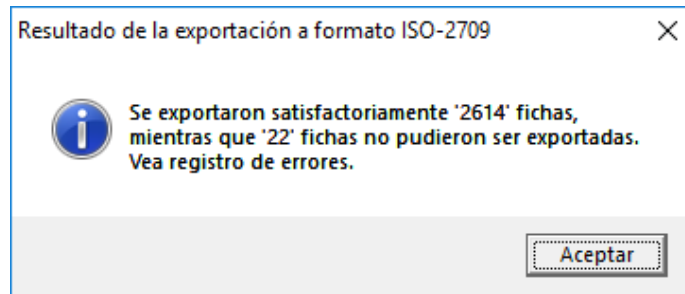 Resultado de la exportación a formato ISO-2709
Se exportaron satisfactoriamente '2614' fichas,
mientras que '22' fichas no pudieron ser exportadas.
Vea registro de errores.
Aceptar